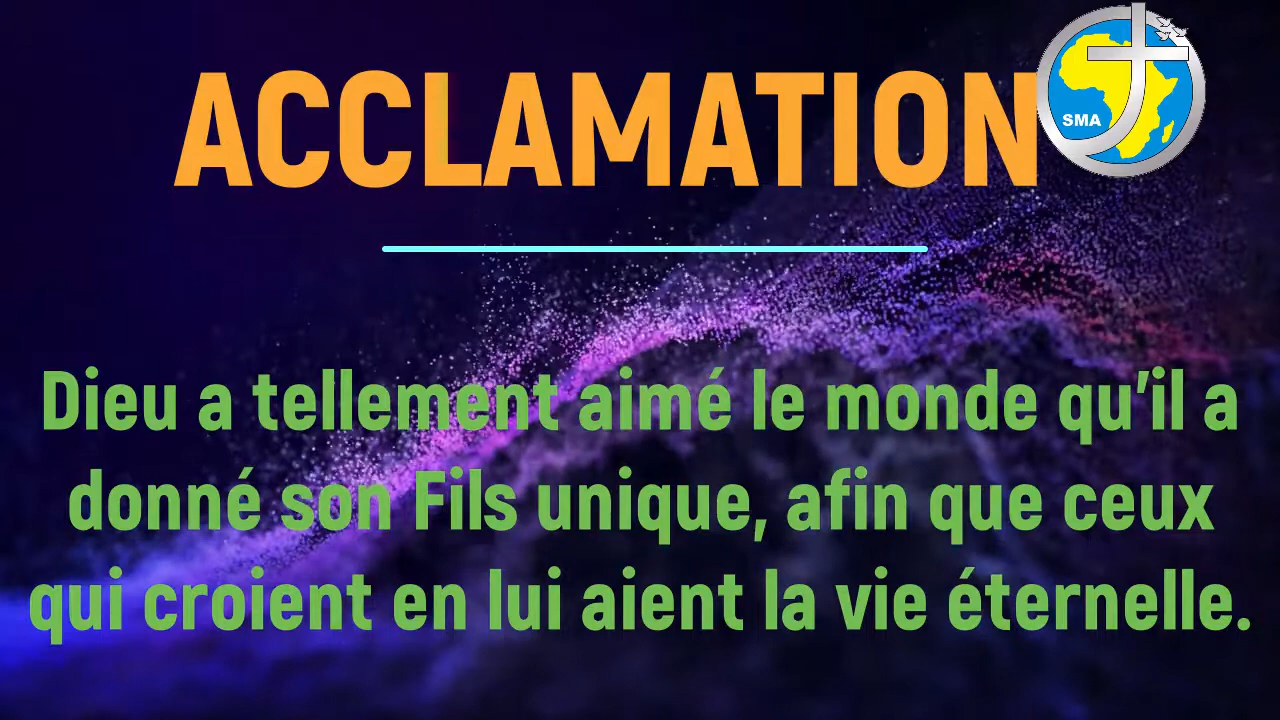 ACCLAMATION
SMA
Dieu a tellement aimé le monde qu’il a
donné son Fils unique, afin que ceux
qui croient en lui aient la vie éternelle.